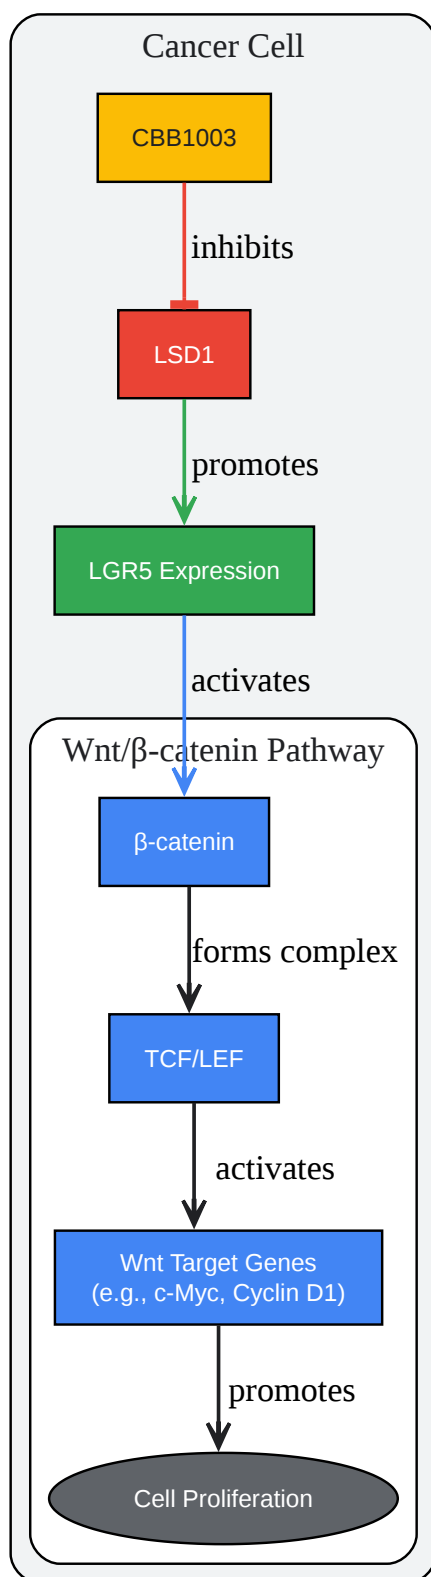 Cancer Cell
CBB1003
inhibits
LSD1
promotes
LGR5 Expression
activates
Wnt/β-catenin Pathway
β-catenin
forms complex
TCF/LEF
activates
Wnt Target Genes
(e.g., c-Myc, Cyclin D1)
promotes
Cell Proliferation